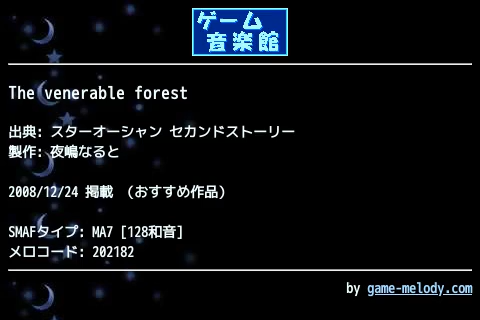 ゲーム
音楽館
The venerable forest
出典: スターオーシャン セカンドストーリー
製作: 夜嶋なると
2008/12/24 掲載 (おすすめ作品)
SMAFタイプ: MA7 [128和音]
メロコード: 202182
by game-melody.com